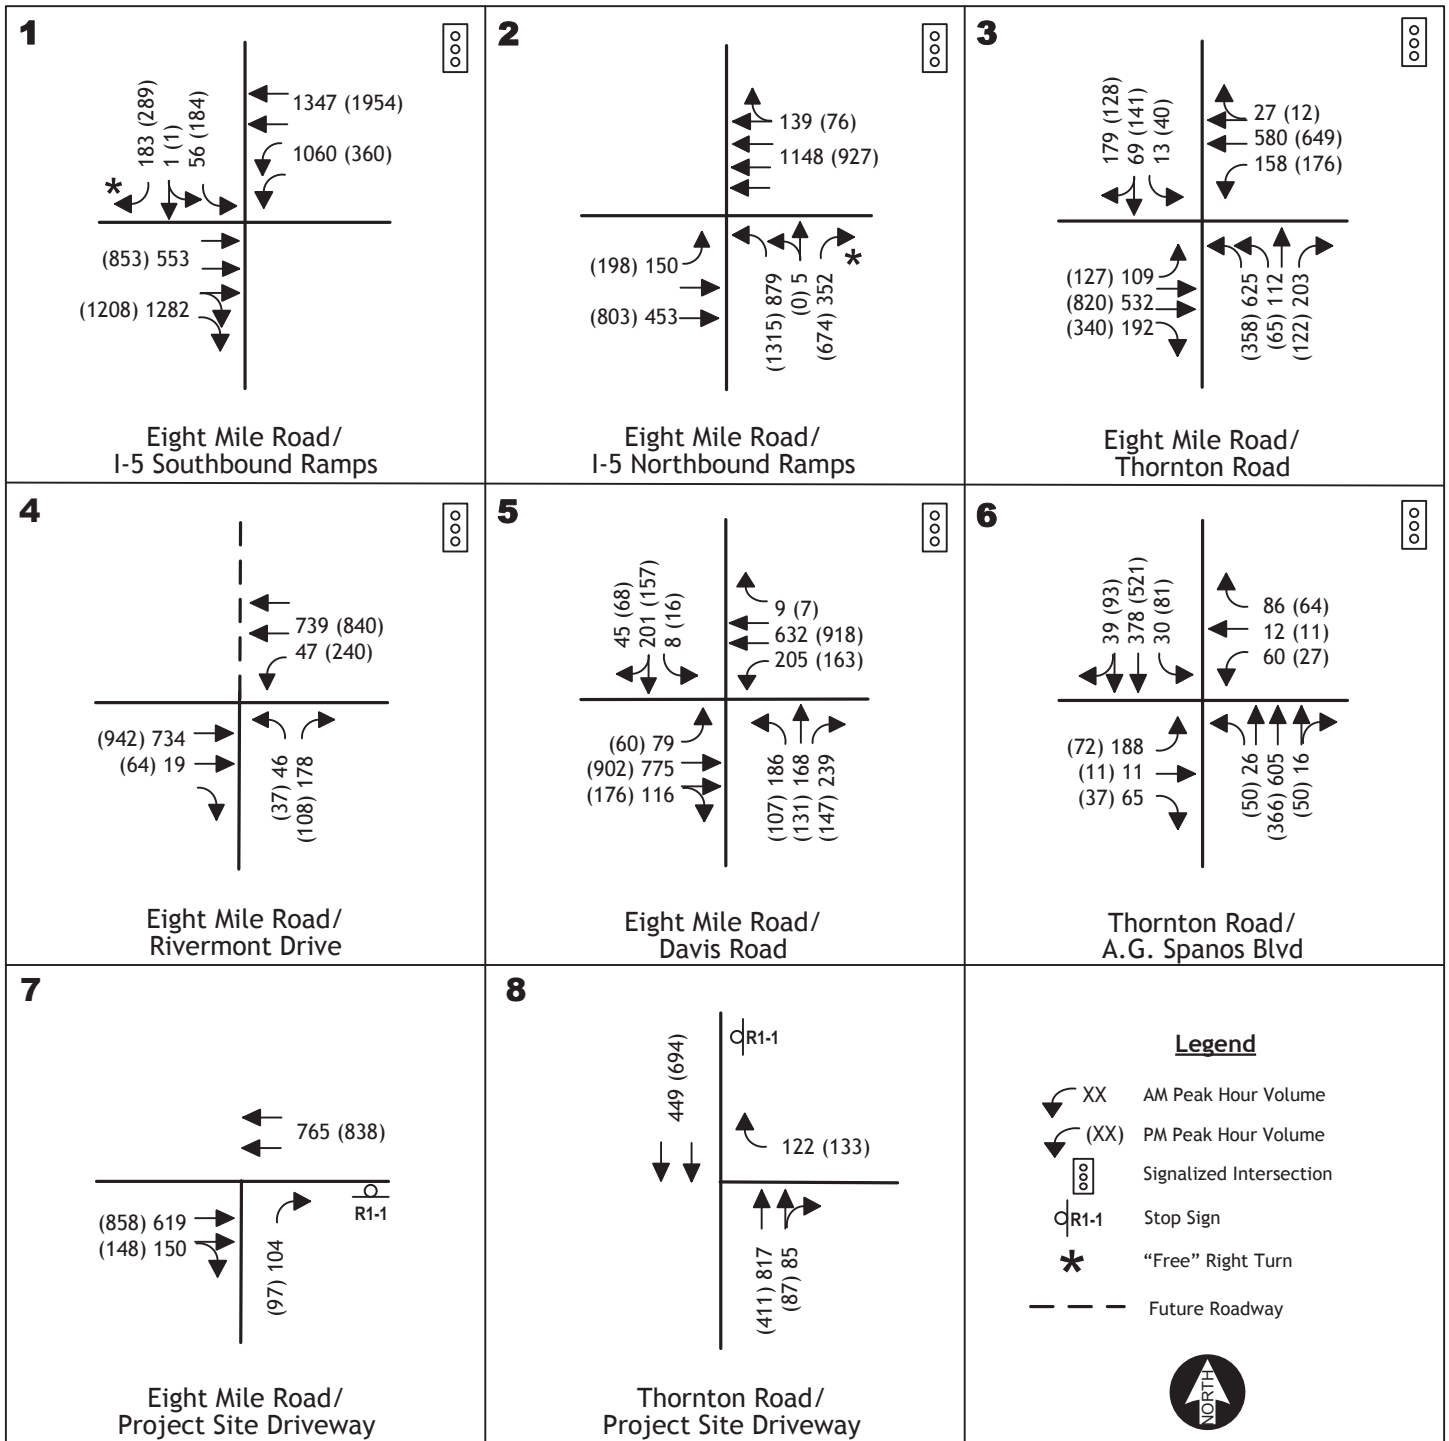 1
183 (289)
1 (1)
56 (184)
*
1347 (1954)
1060 (360)
(853) 553
(1208) 1282
Eight Mile Road/
I-5 Southbound Ramps
2
139 (76)
1148 (927)
(198) 150
(803) 453
(1315) 879
(0) 5
(674) 352
*
Eight Mile Road/
I-5 Northbound Ramps
3
179 (128)
69 (141)
13 (40)
27 (12)
580 (649)
158 (176)
(127) 109
(820) 532
(340) 192
(358) 625
(65) 112
(122) 203
Eight Mile Road/
Thornton Road
4
739 (840)
47 (240)
(942) 734
(64) 19
(37) 46
(108) 178
Eight Mile Road/
Rivermont Drive
5
45 (68)
201 (157)
8 (16)
9 (7)
632 (918)
205 (163)
(60) 79
(902) 775
(176) 116
(107) 186
(131) 168
(147) 239
Eight Mile Road/
Davis Road
6
39 (93)
378 (521)
30 (81)
86 (64)
12 (11)
60 (27)
(72) 188
(11) 11
(37) 65
(50) 26
(366) 605
(50) 16
Thornton Road/
A.G. Spanos Blvd
7
765 (838)
R1-1
(858) 619
(148) 150
(97) 104
Eight Mile Road/
Project Site Driveway
8
R1-1
449 (694)
122 (133)
(411) 817
(87) 85
Thornton Road/
Project Site Driveway
Legend
XX AM Peak Hour Volume
(XX) PM Peak Hour Volume
Signalized Intersection
R1-1 Stop Sign
* “Free” Right Turn
Future Roadway
NORTH